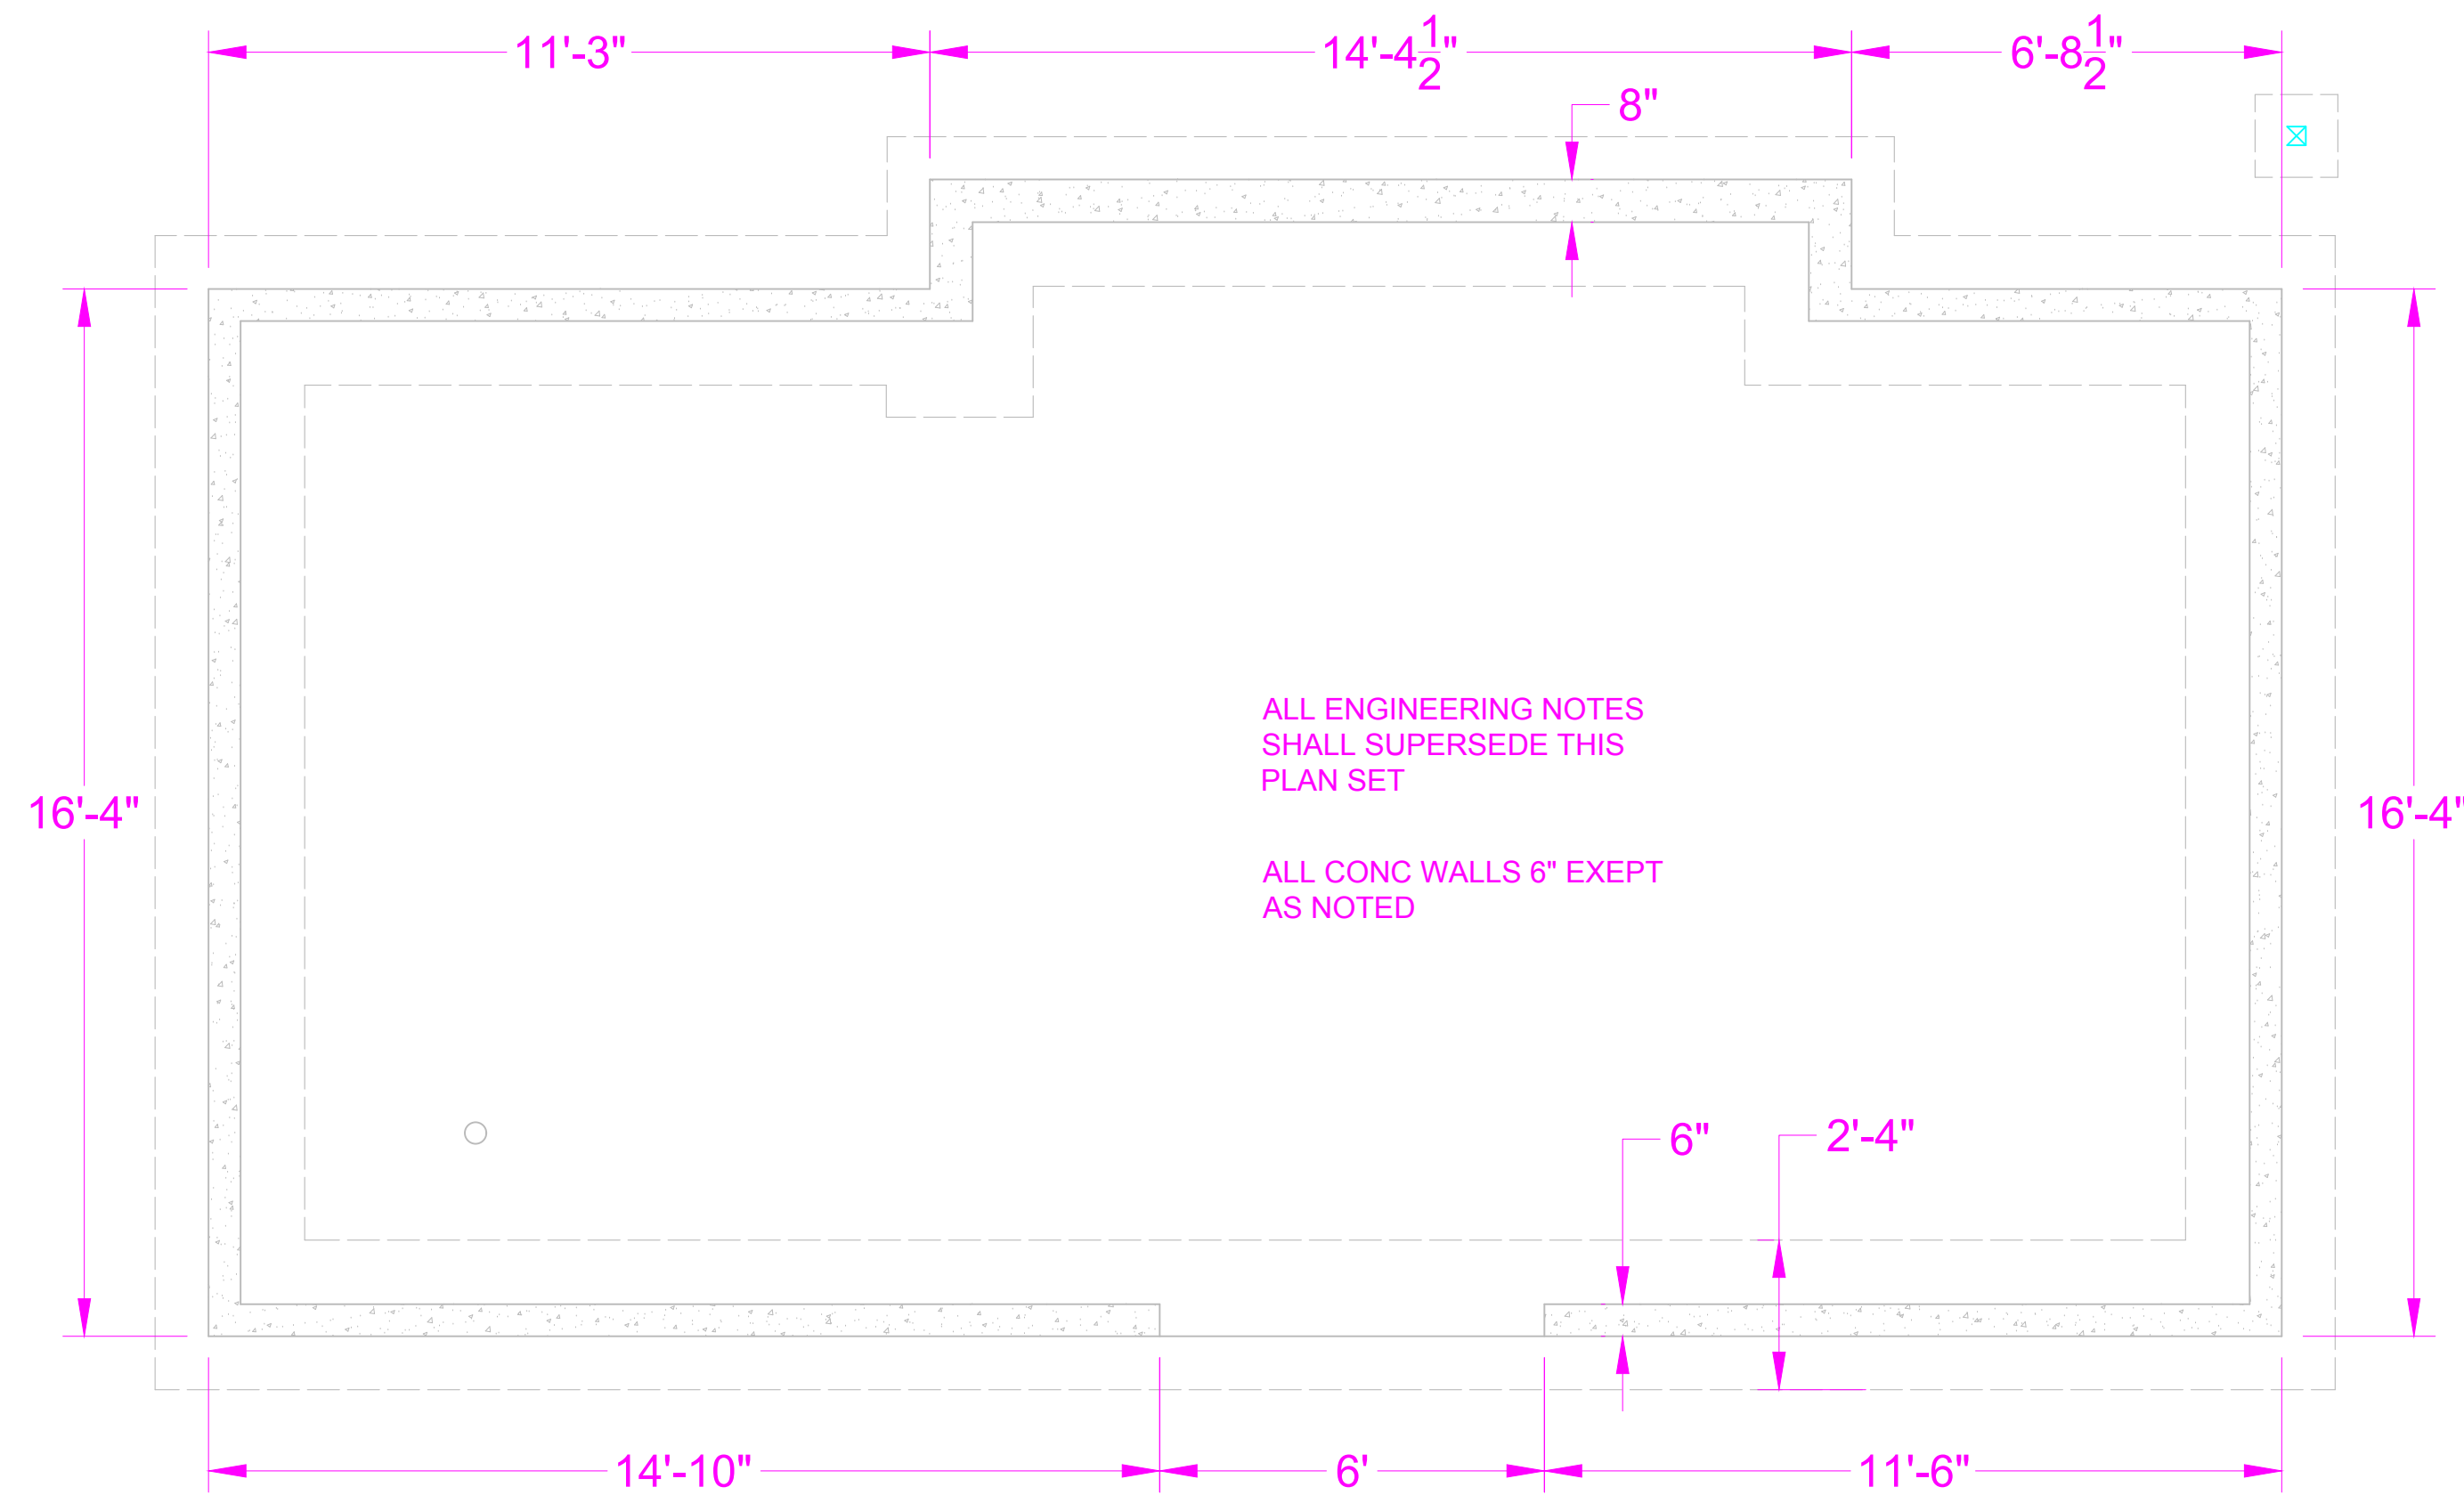 11'-3"
14'-4 1/2"
6'-8 1/2"
8"
16'-4"
16'-4"
ALL ENGINEERING NOTES
SHALL SUPERSEDE THIS
PLAN SET
ALL CONC WALLS 6" EXEPT
AS NOTED
6"
2'-4"
14'-10"
6'
11'-6"